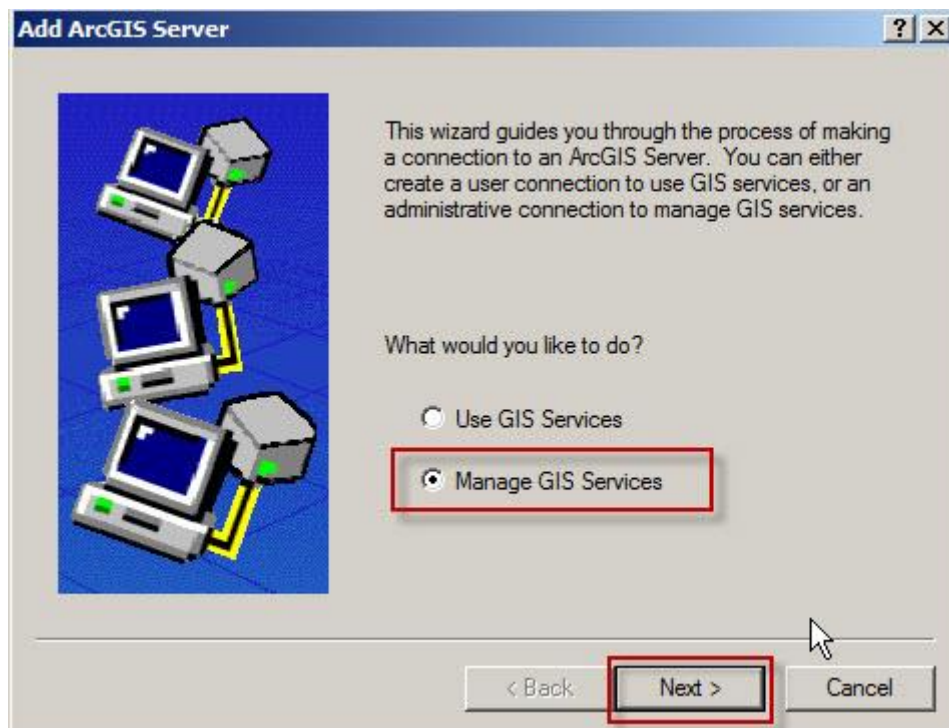 Add ArcGIS Server
?
This wizard guides you through the process of making
a connection to an ArcGIS Server. You can either
create a user connection to use GIS services, or an
administrative connection to manage GIS services.
What would you like to do?
Use GIS Services
Manage GIS Services
< Back
Next >
Cancel